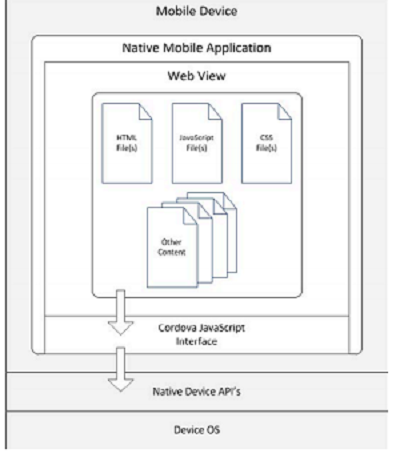 Mobile Device
Native Mobile Application
Web View
HTML
File(s)
JavaScript
File(s)
CSS
File(s)
Other
Content
Cordova JavaScript
Interface
Native Device API's
Device OS